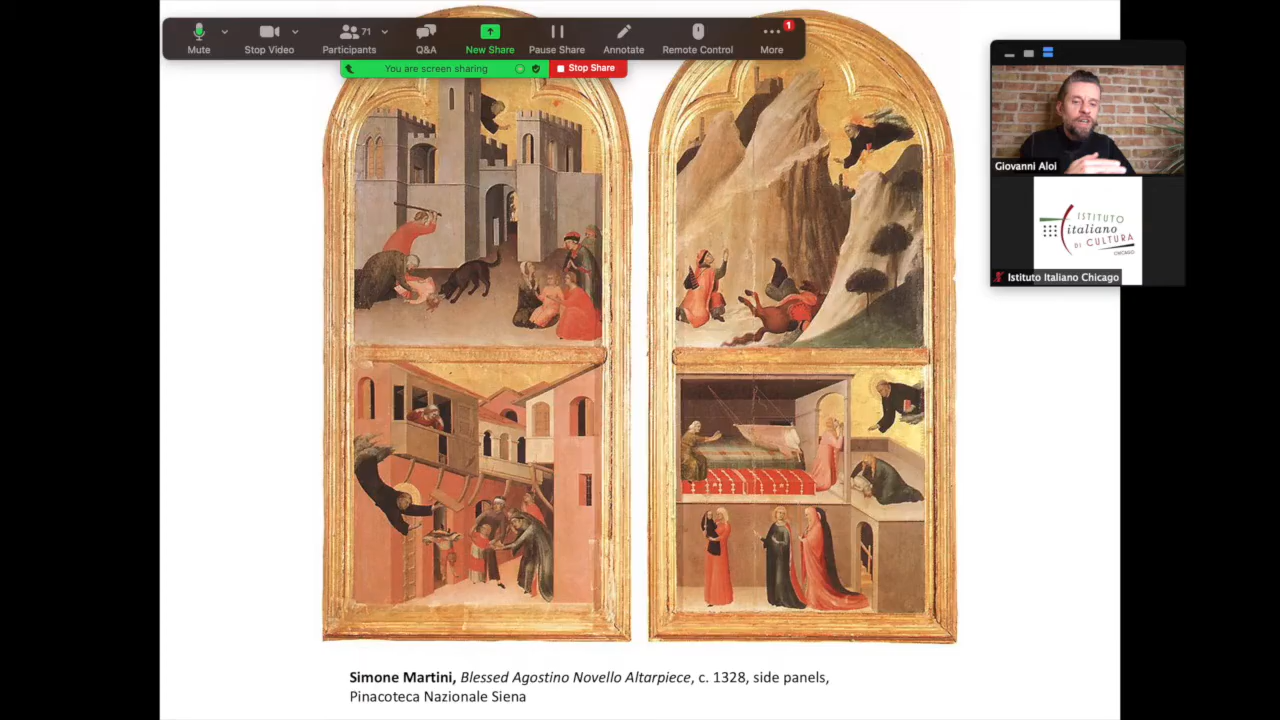 71
1
Mute
Stop Video
Participants
Q&A
New Share
Pause Share
Annotate
Remote Control
More
You are screen sharing
Stop Share
Giovanni Aloi
ISTITUTO
italiano
DI CULTURA
CHICAGO
Istituto Italiano Chicago
Simone Martini, Blessed Agostino Novello Altarpiece, c. 1328, side panels,
Pinacoteca Nazionale Siena